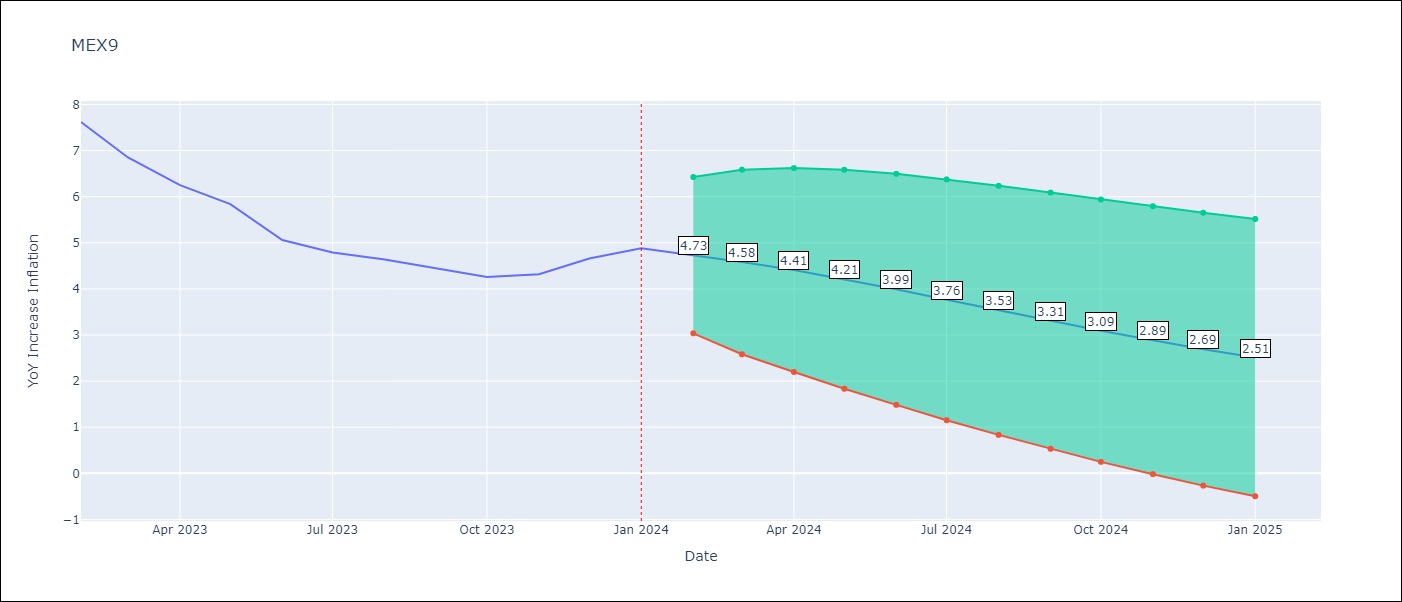 MEX9
YoY Increase Inflation
8
7
6
5
4
3
2
1
0
−1
4.73
4.58
4.41
4.21
3.99
3.76
3.53
3.31
3.09
2.89
2.69
2.51
Apr 2023
Jul 2023
Oct 2023
Jan 2024
Apr 2024
Jul 2024
Oct 2024
Jan 2025
Date